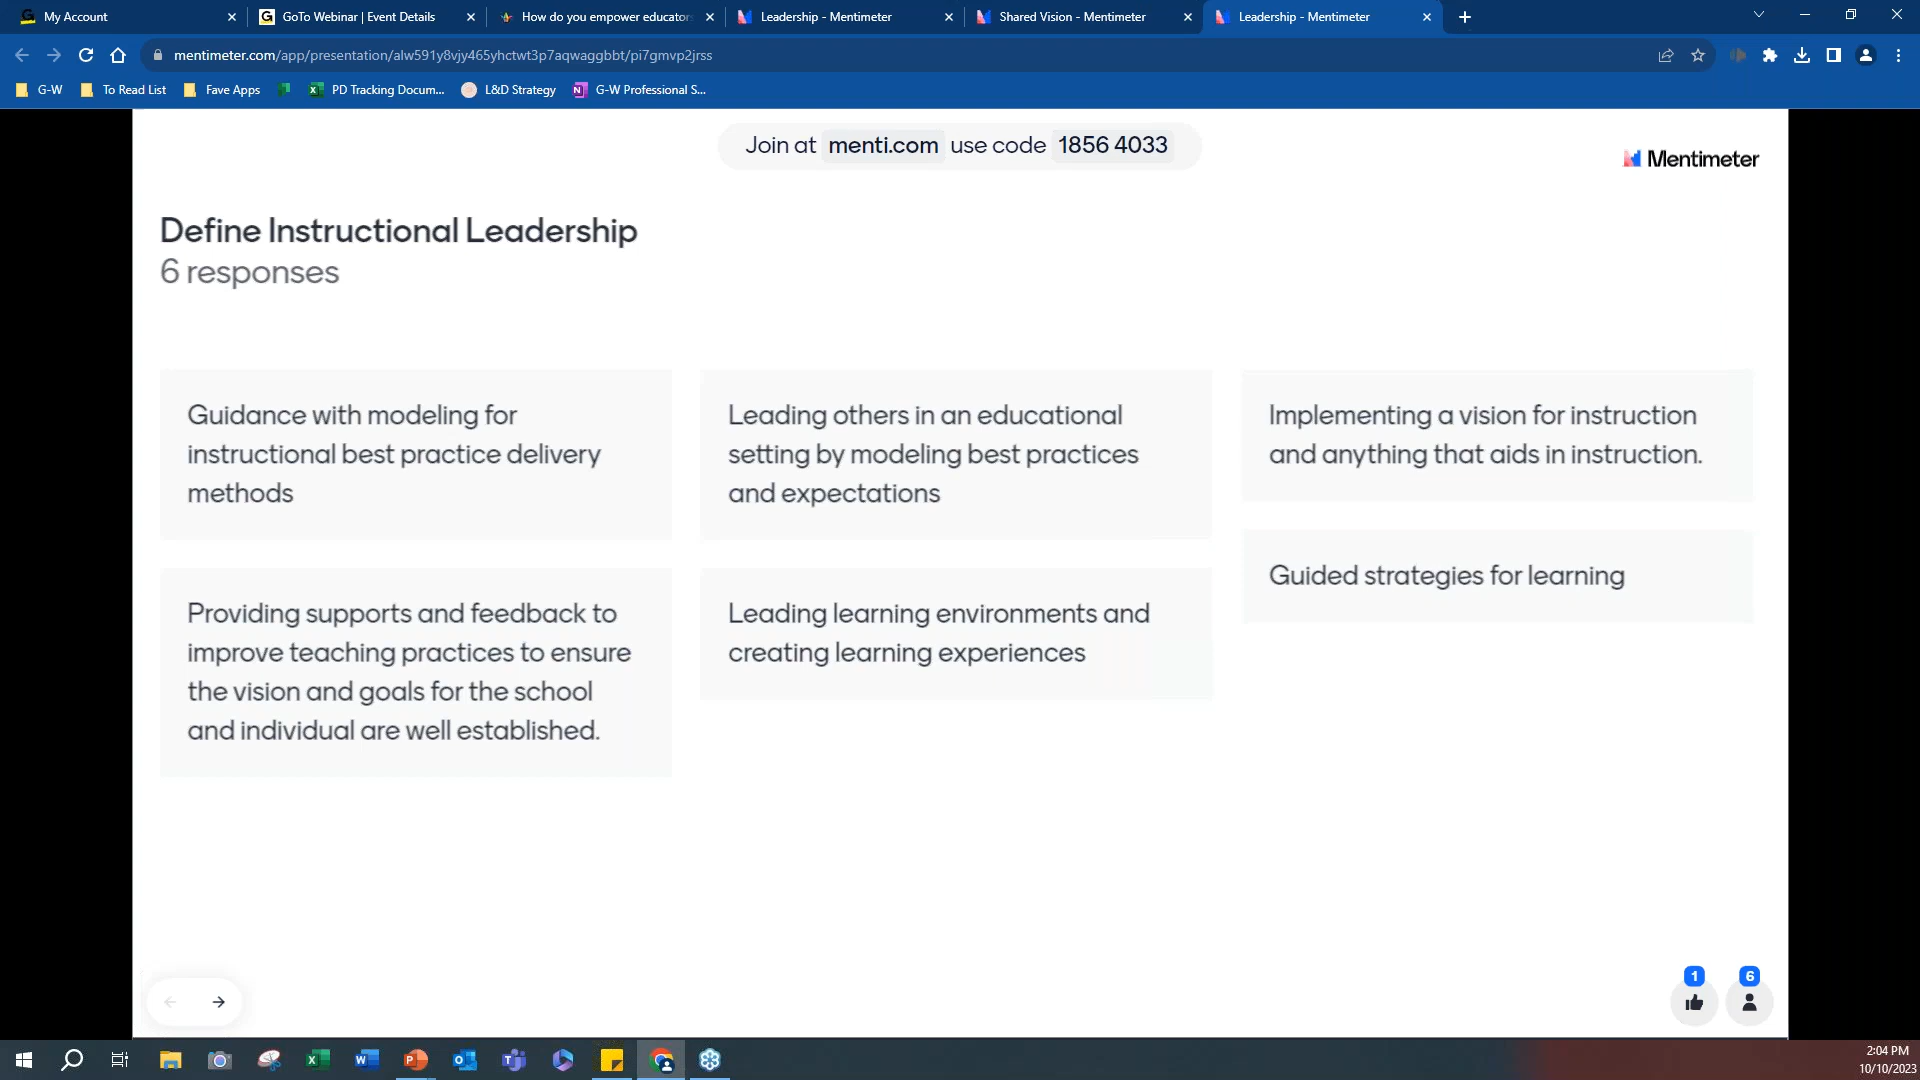 My Account
GoTo Webinar | Event Details
How do you empower educator
Leadership - Mentimeter
Shared Vision - Mentimeter
Leadership - Mentimeter
mentimeter.com/app/presentation/alw591y8vjy465yhctwt3p7aqwaggbbt/pi7gmvp2jrss
G-W
To Read List
Fave Apps
PD Tracking Docum...
L&D Strategy
G-W Professional S...
Join at menti.com use code 1856 4033
Mentimeter
Define Instructional Leadership
6 responses
Guidance with modeling for
instructional best practice delivery
methods
Leading others in an educational
setting by modeling best practices
and expectations
Implementing a vision for instruction
and anything that aids in instruction.
Guided strategies for learning
Providing supports and feedback to
improve teaching practices to ensure
the vision and goals for the school
and individual are well established.
Leading learning environments and
creating learning experiences
1
6
2:04 PM
10/10/2023